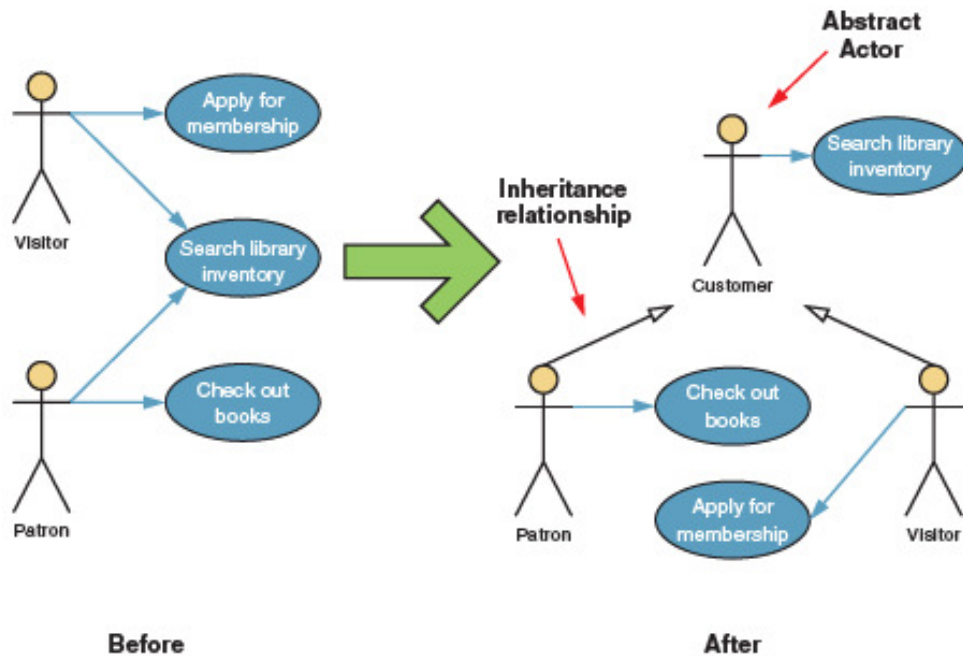 Abstract
Actor
Apply for
membership
Search library
inventory
Inheritance
relationship
Visitor
Search library
inventory
Customer
Check out
books
Check out
books
Apply for
membership
Patron
Patron
Visitor
Before
After